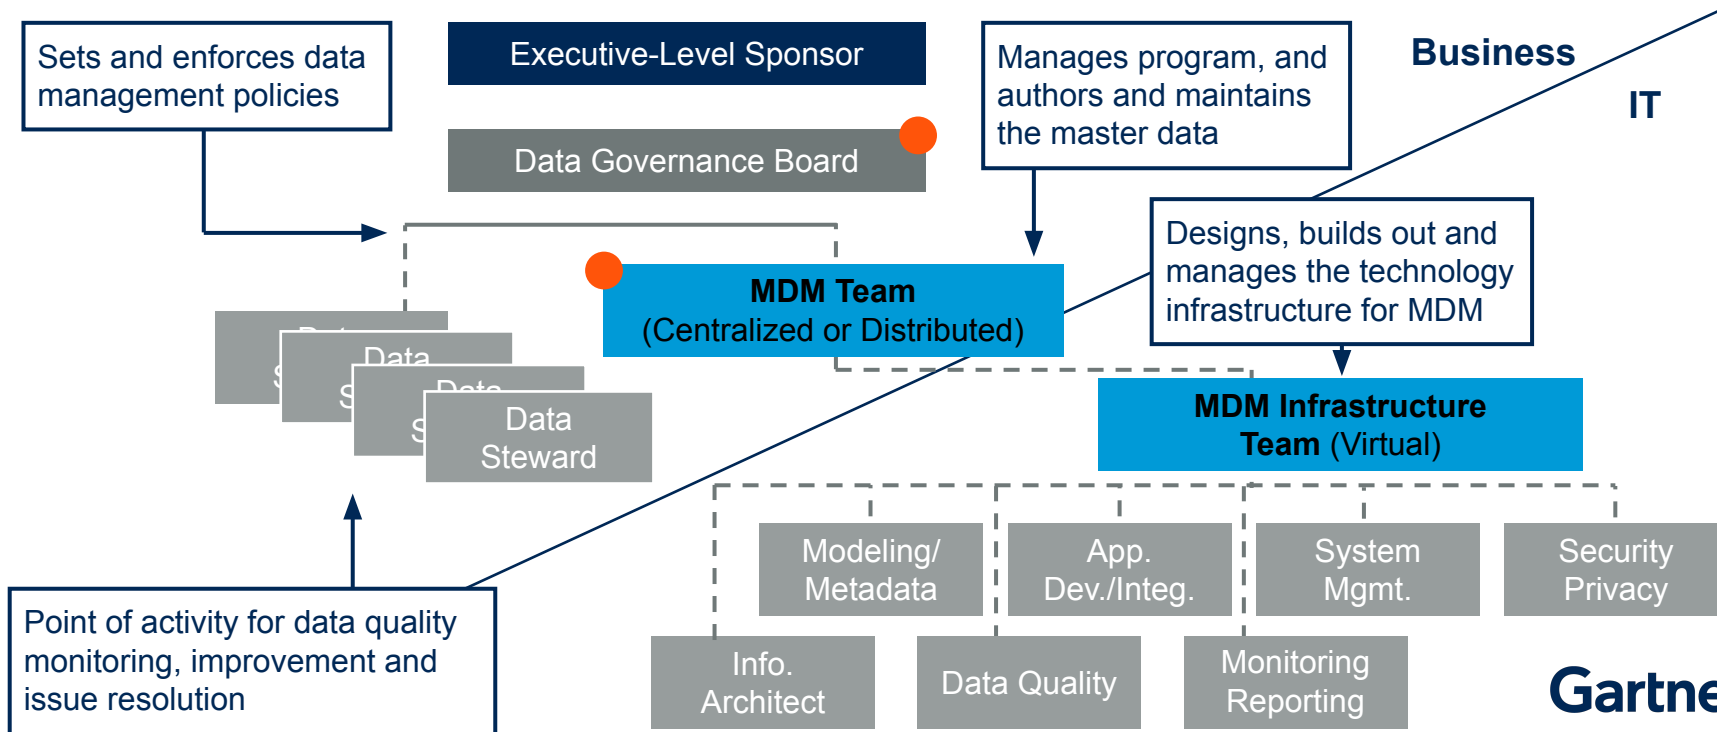 Sets and enforces data
management policies
Executive-Level Sponsor
Data Governance Board
Manages program, and
authors and maintains
the master data
Business
IT
Designs, builds out and
manages the technology
infrastructure for MDM
MDM Team
(Centralized or Distributed)
Data
Data
Data
Steward
MDM Infrastructure
Team (Virtual)
Modeling/
Metadata
App.
Dev./Integ.
System
Mgmt.
Security
Privacy
Point of activity for data quality
monitoring, improvement and
issue resolution
Info.
Architect
Data Quality
Monitoring
Reporting
Gartne